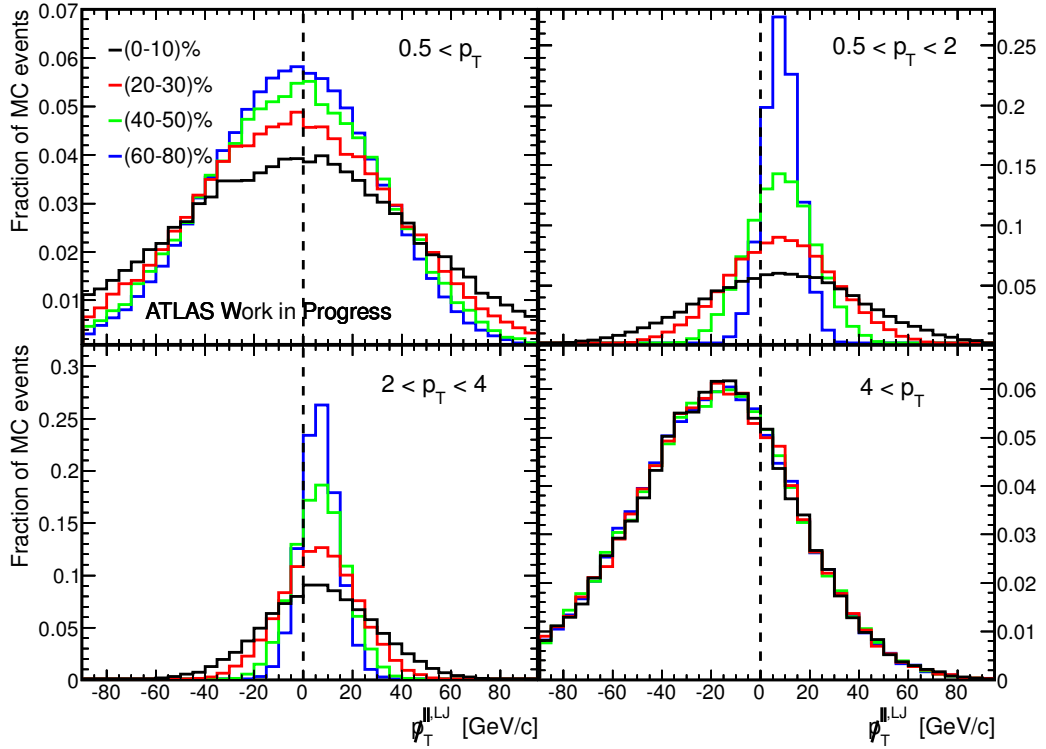 0.07
0.06
0.05
0.04
0.03
0.02
0.01
Fraction of MC events
(0-10)%
(20-30)%
(40-50)%
(60-80)%
0.5 < p_T
ATLAS Work in Progress
0.5 < p_T < 2
0.25
0.2
0.15
0.1
0.05
0.3
0.25
0.2
0.15
0.1
0.05
0
Fraction of MC events
2 < p_T < 4
4 < p_T
0.06
0.05
0.04
0.03
0.02
0.01
0
-80 -60 -40 -20 0 20 40 60 80
-80 -60 -40 -20 0 20 40 60 80
p̸_T^{||,LJ} [GeV/c]
p̸_T^{||,LJ} [GeV/c]